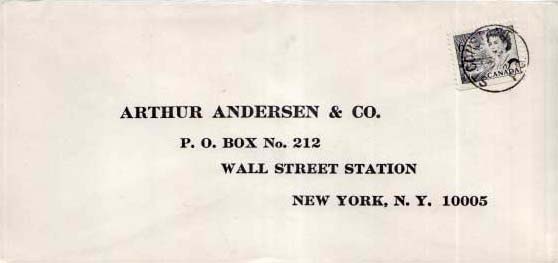 CANADA
ARTHUR ANDERSEN & CO.
P. O. BOX No. 212
WALL STREET STATION
NEW YORK, N. Y. 10005